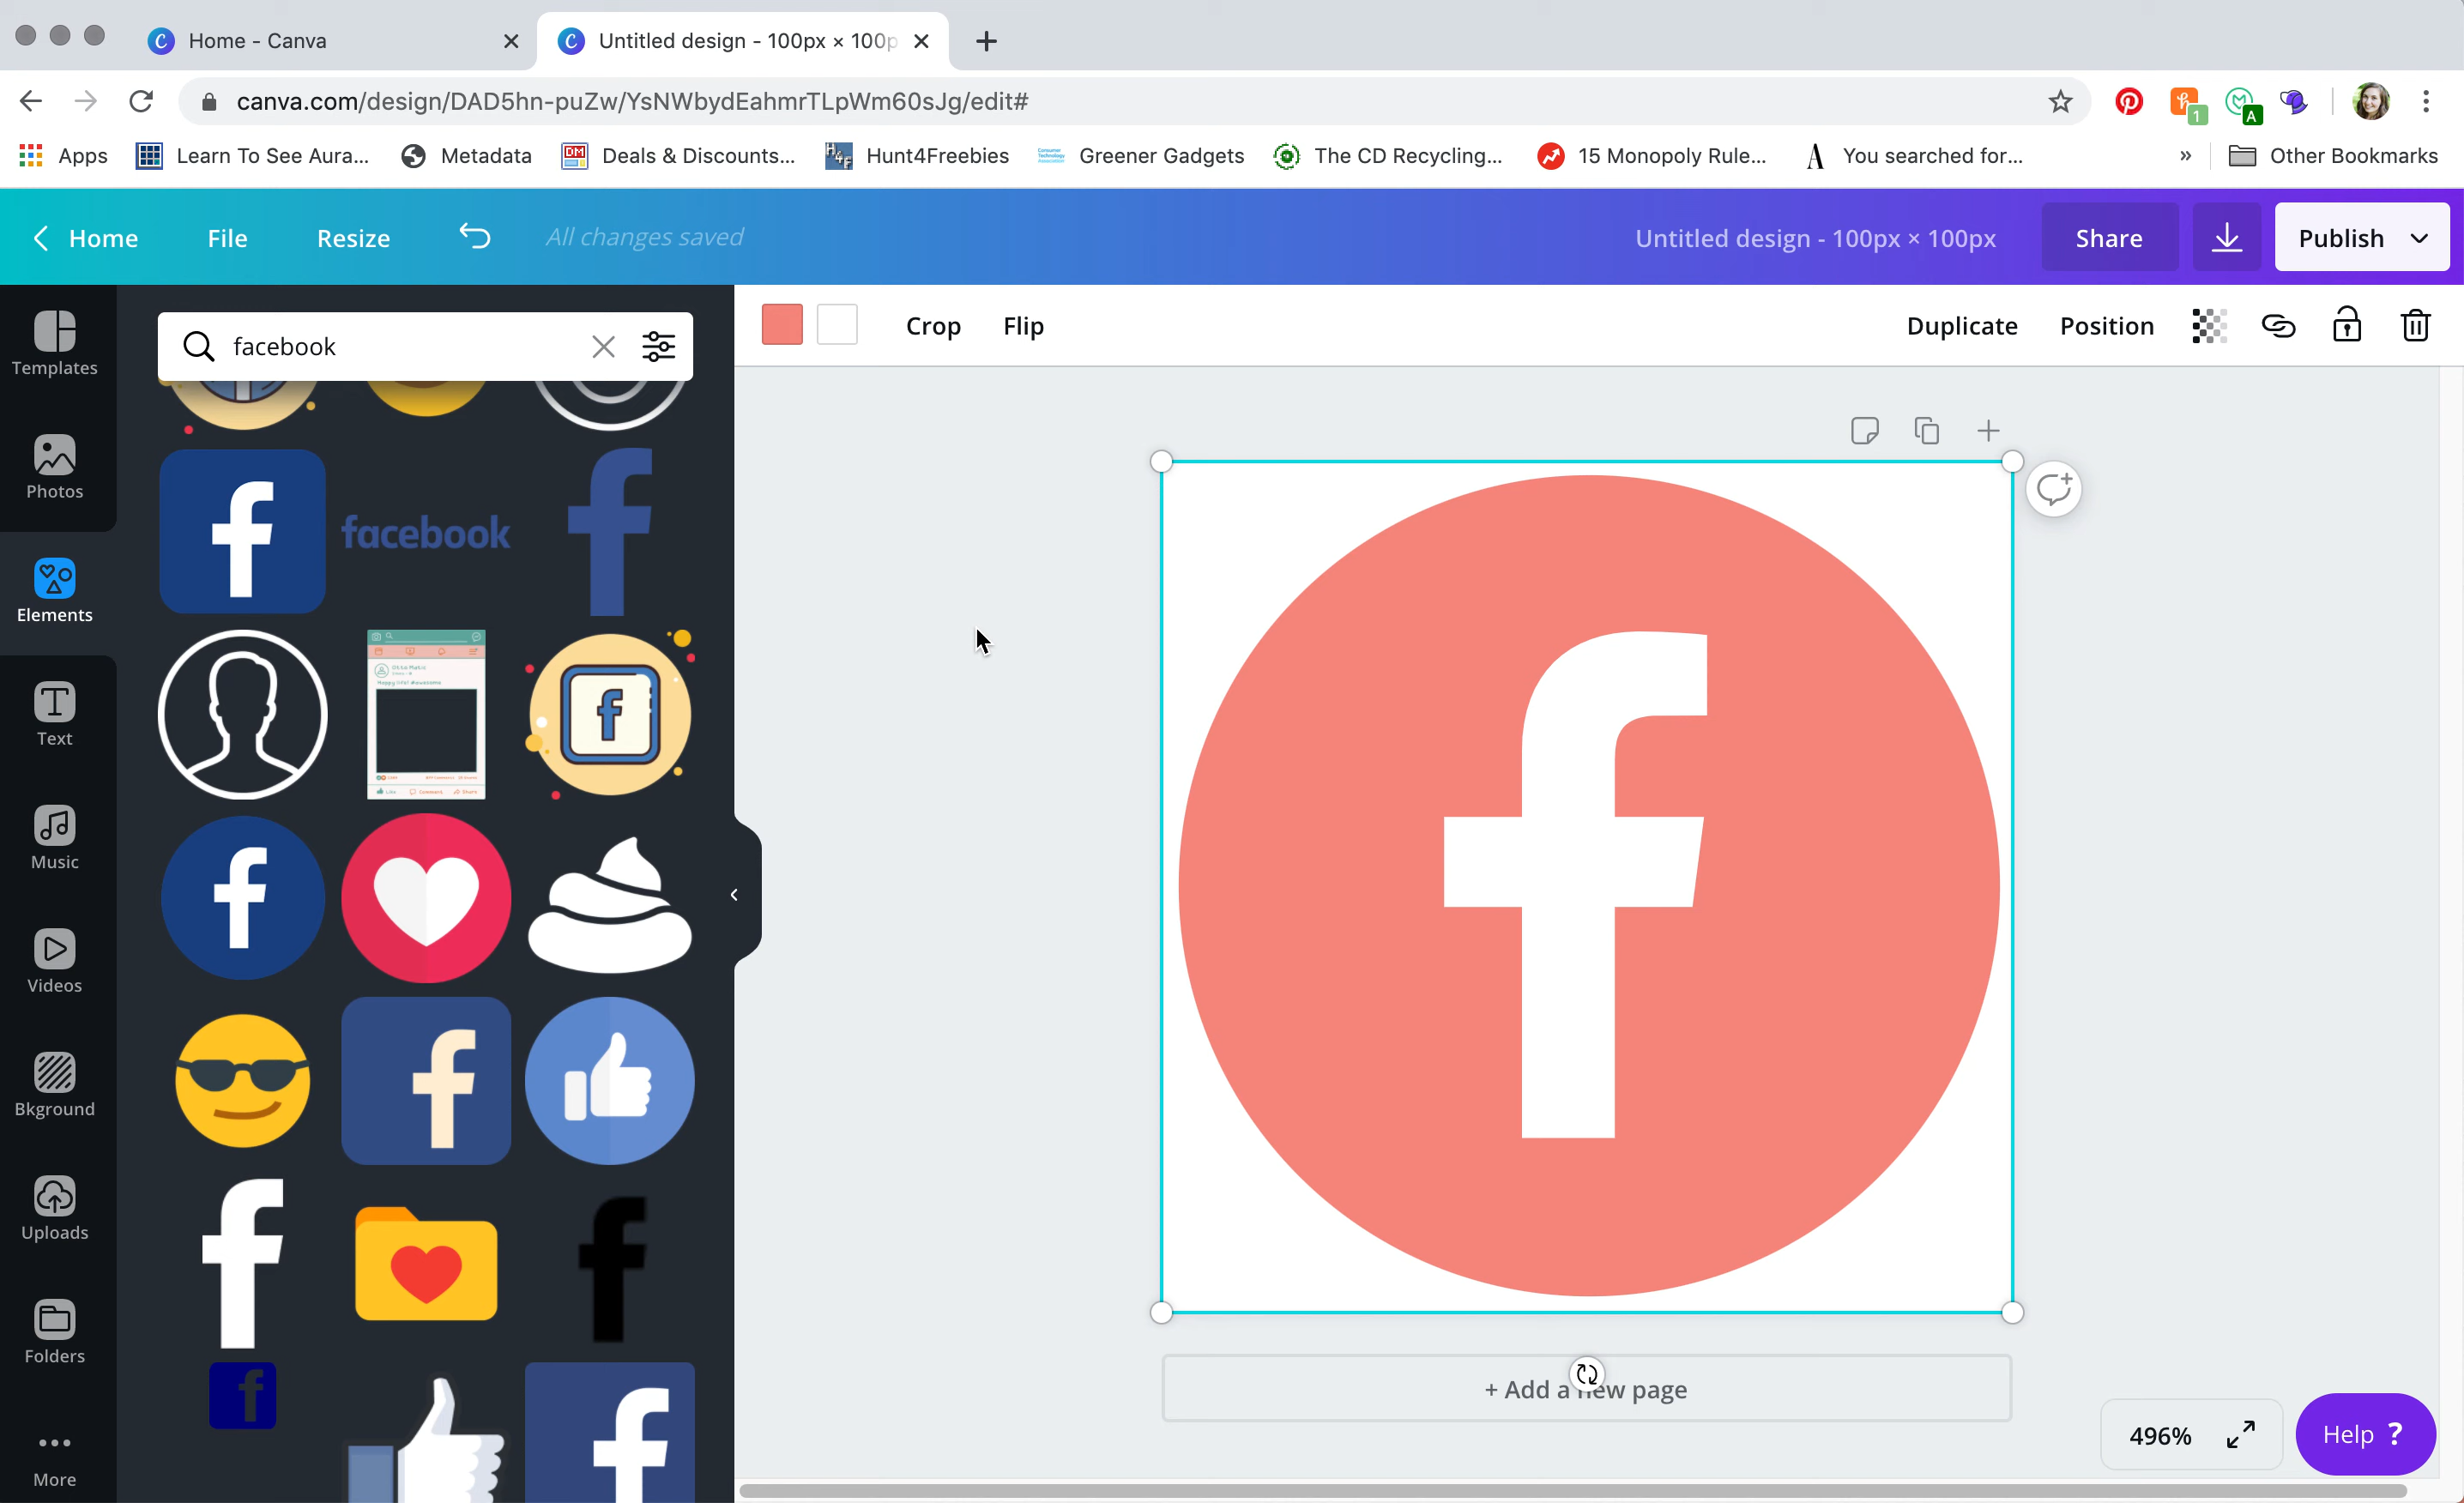 Home - Canva
Untitled design - 100px × 100p
canva.com/design/DAD5hn-puZw/YsNWbydEahmrTLpWm60sJg/edit#
1
A
Apps
Learn To See Aura...
Metadata
DM
Deals & Discounts...
H4F
Hunt4Freebies
Greener Gadgets
The CD Recycling...
15 Monopoly Rule...
You searched for...
»
Other Bookmarks
Home
File
Resize
All changes saved
Untitled design - 100px × 100px
Share
Publish
facebook
Crop
Flip
Duplicate
Position
Templates
Photos
Elements
Text
Music
Videos
Bkground
Uploads
Folders
More
facebook
+ Add a new page
496%
Help ?